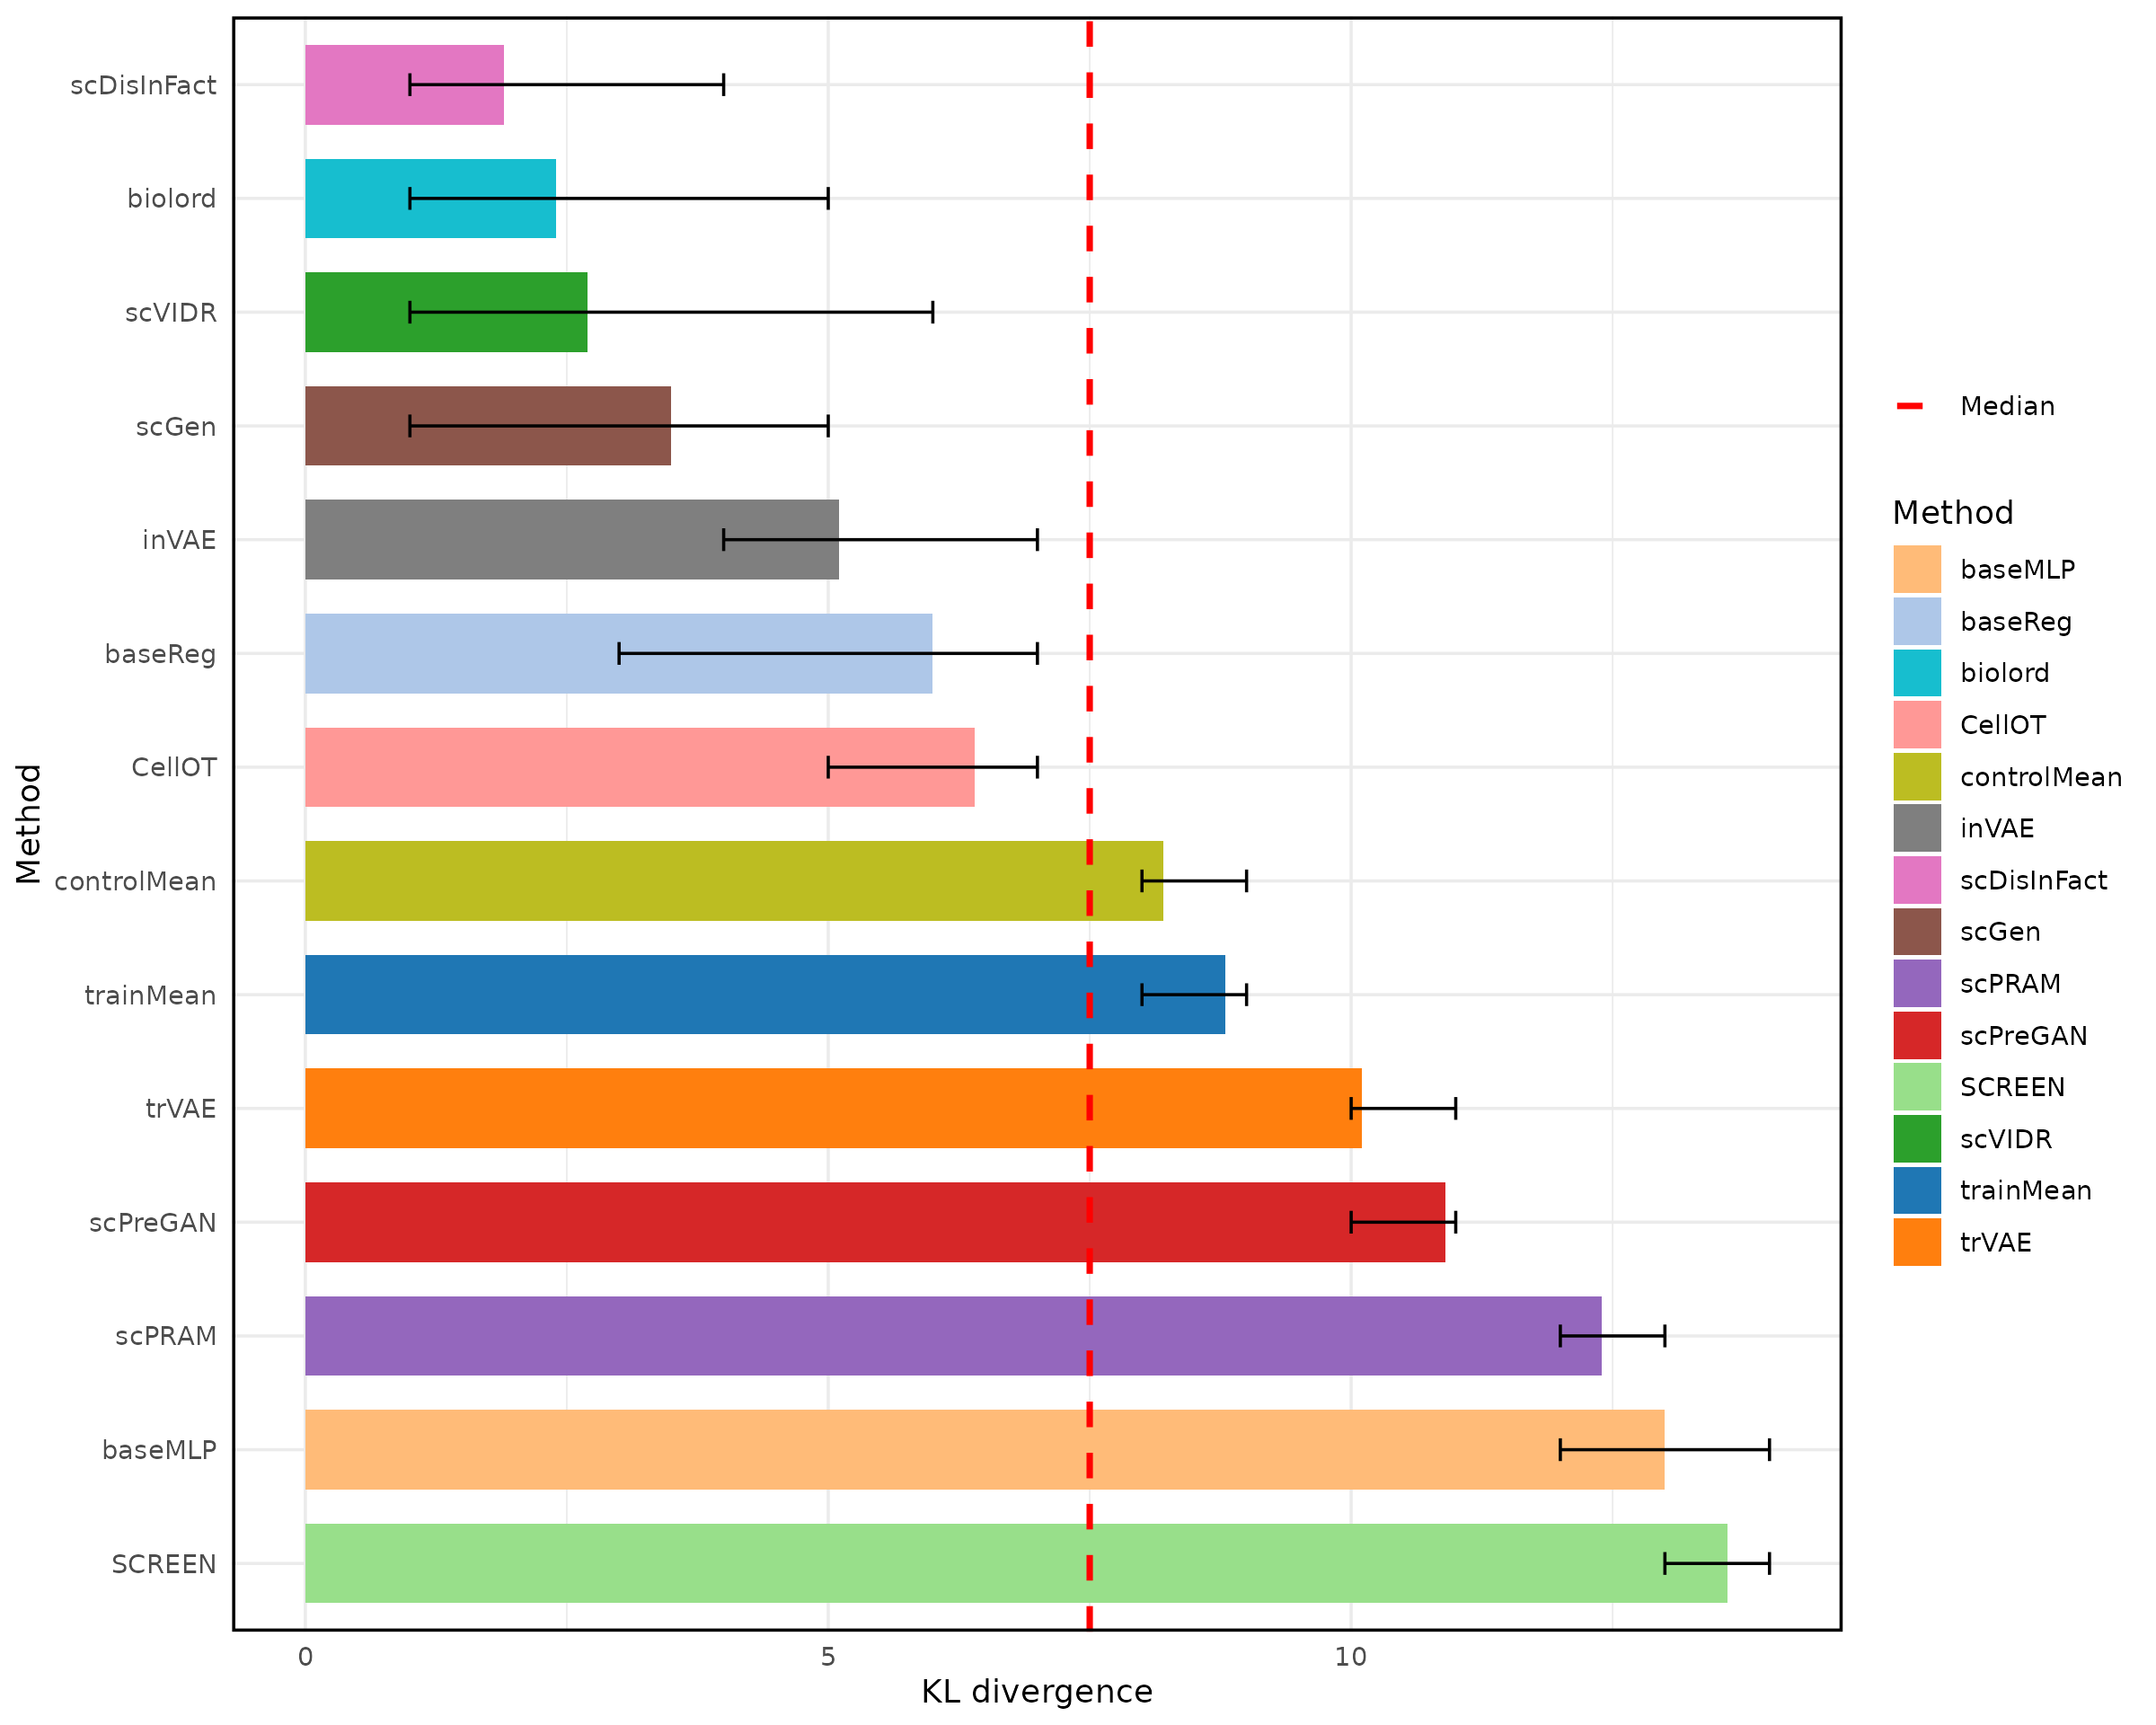 scDisInFact
biolord
scVIDR
scGen
inVAE
baseReg
CellOT
controlMean
trainMean
trVAE
scPreGAN
scPRAM
baseMLP
SCREEN
Method
0 5 10
KL divergence
Median
Method
baseMLP
baseReg
biolord
CellOT
controlMean
inVAE
scDisInFact
scGen
scPRAM
scPreGAN
SCREEN
scVIDR
trainMean
trVAE